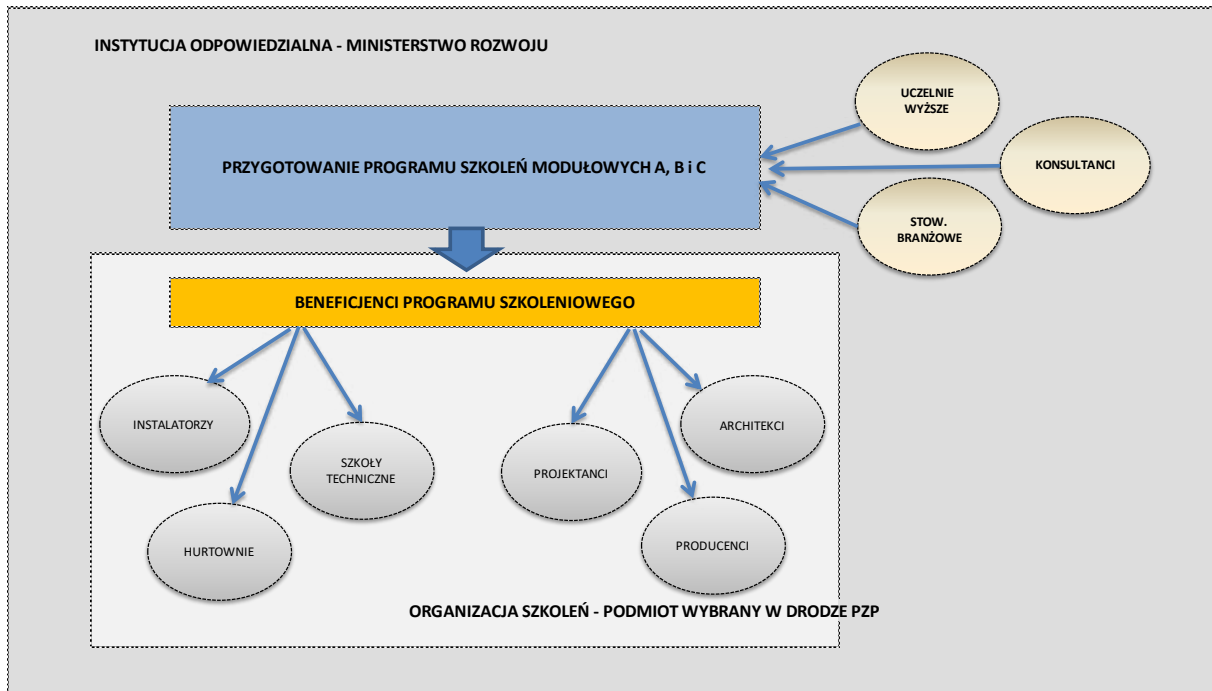 INSTYTUCJA ODPOWIEDZIALNA - MINISTERSTWO ROZWOJU
UCZELNIE
WYŻSZE
PRZYGOTOWANIE PROGRAMU SZKOLEŃ MODUŁOWYCH A, B i C
KONSULTANCI
STOW.
BRANŻOWE
BENEFICJENCI PROGRAMU SZKOLENIOWEGO
INSTALATORZY
SZKOŁY
TECHNICZNE
HURTOWNIE
PROJEKTANCI
ARCHITEKCI
PRODUCENCI
ORGANIZACJA SZKOLEŃ - PODMIOT WYBRANY W DRODZE PZP